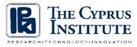 THE CYPRUS
INSTITUTE
RESEARCH•TECHNOLOGY•INNOVATION